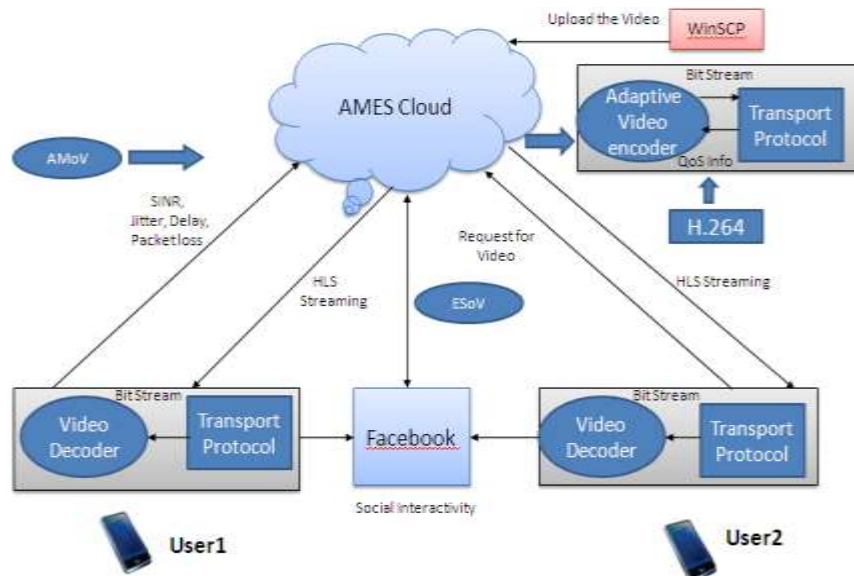 Upload the Video
WinSCP
AMES Cloud
Bit Stream
Adaptive
Video
encoder
Transport
Protocol
QoS info
AMoV
SINR,
Jitter, Delay,
Packet loss
H.264
Request for
Video
HLS
Streaming
ESoV
HLS Streaming
Bit Stream
Video
Decoder
Transport
Protocol
Facebook
Bit Stream
Video
Decoder
Transport
Protocol
Social Interactivity
User1
User2